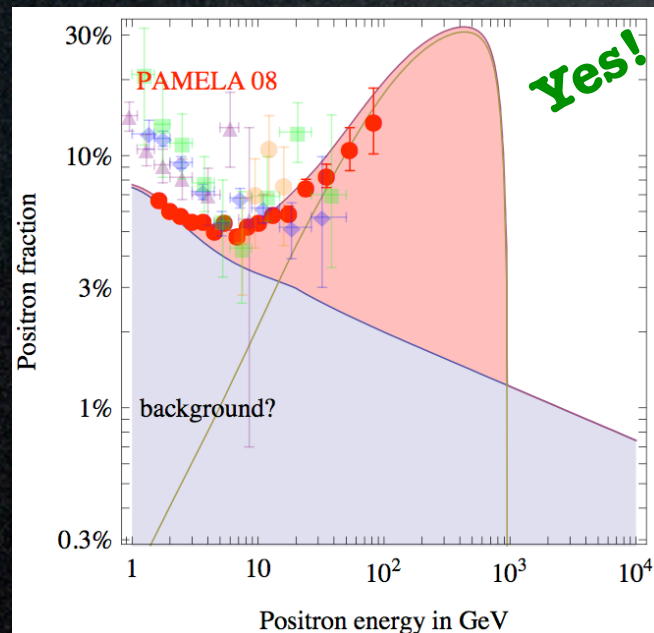 30%
Yes!
PAMELA 08
10%
Positron fraction
3%
background?
1%
0.3%
1 10 10² 10³ 10⁴
Positron energy in GeV